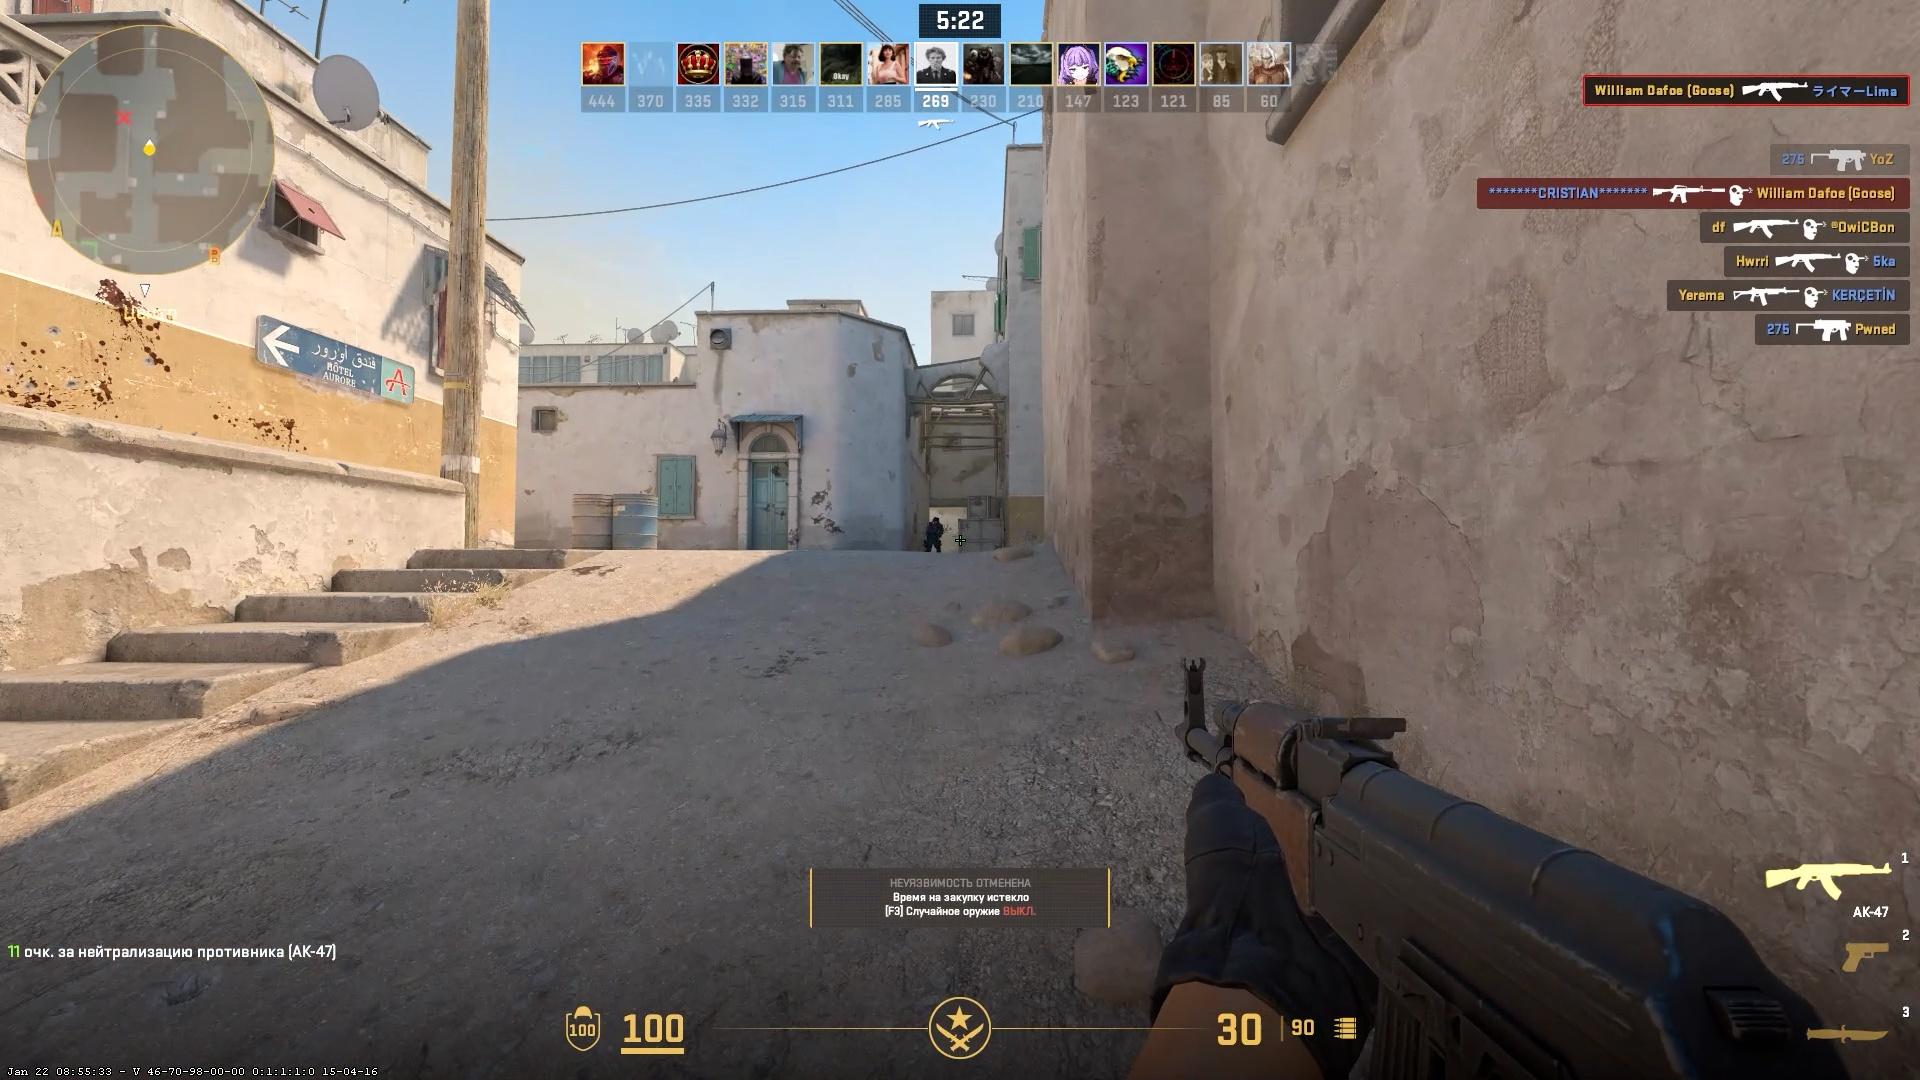 5:22
Okay
444 370 335 332 315 311 285 269 230 210 147 123 121 85 60
William Dafoe (Goose) ライマーLima
275 YoZ
*******CRISTIAN******* William Dafoe (Goose)
df ®OwiCBon
Hwrri 5ka
Yerema KERÇETİN
275 Pwned
A
B
فندق أورور
HÔTEL
AURORE
A
НЕУЯЗВИМОСТЬ ОТМЕНЕНА
Время на закупку истекло
[F3] Случайное оружие ВЫКЛ.
1
AK-47
2
3
11 очк. за нейтрализацию противника (AK-47)
100 100
30 90
Jan 22 08:55:33 - V 46-70-98-00-00 0:1:1:1:0 15-04-16